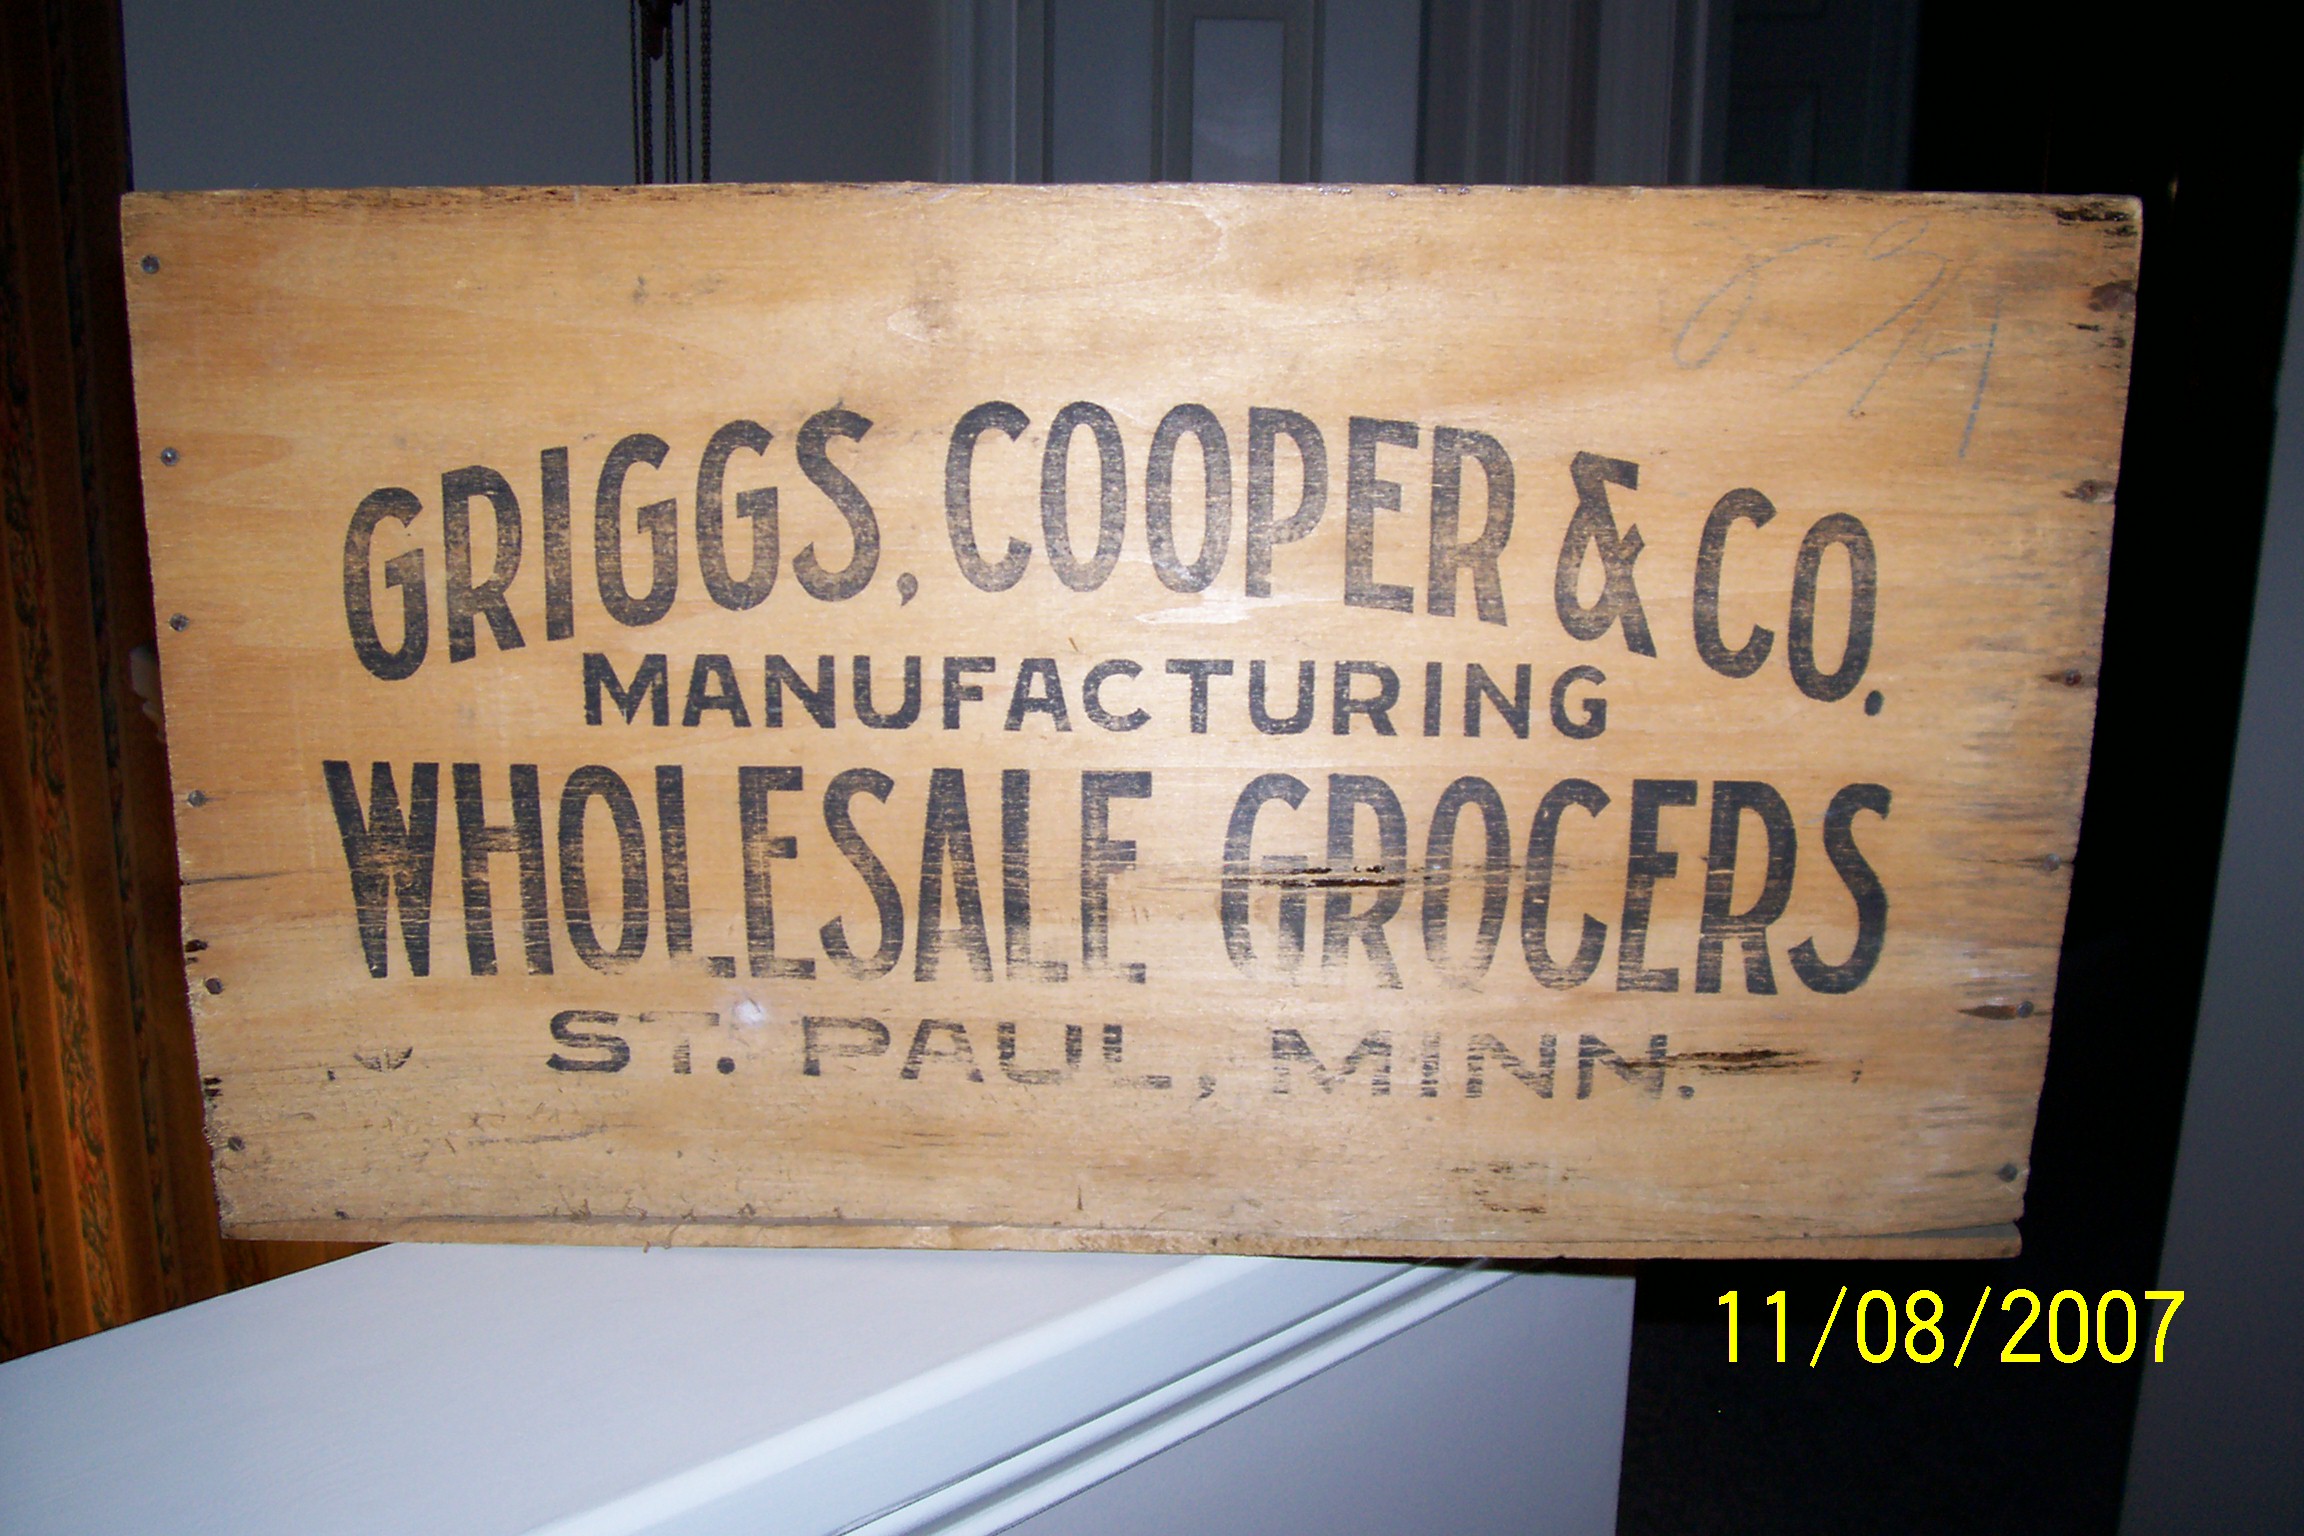 GRIGGS, COOPER & CO.
MANUFACTURING
WHOLESALE GROCERS
ST. PAUL, MINN.
11/08/2007